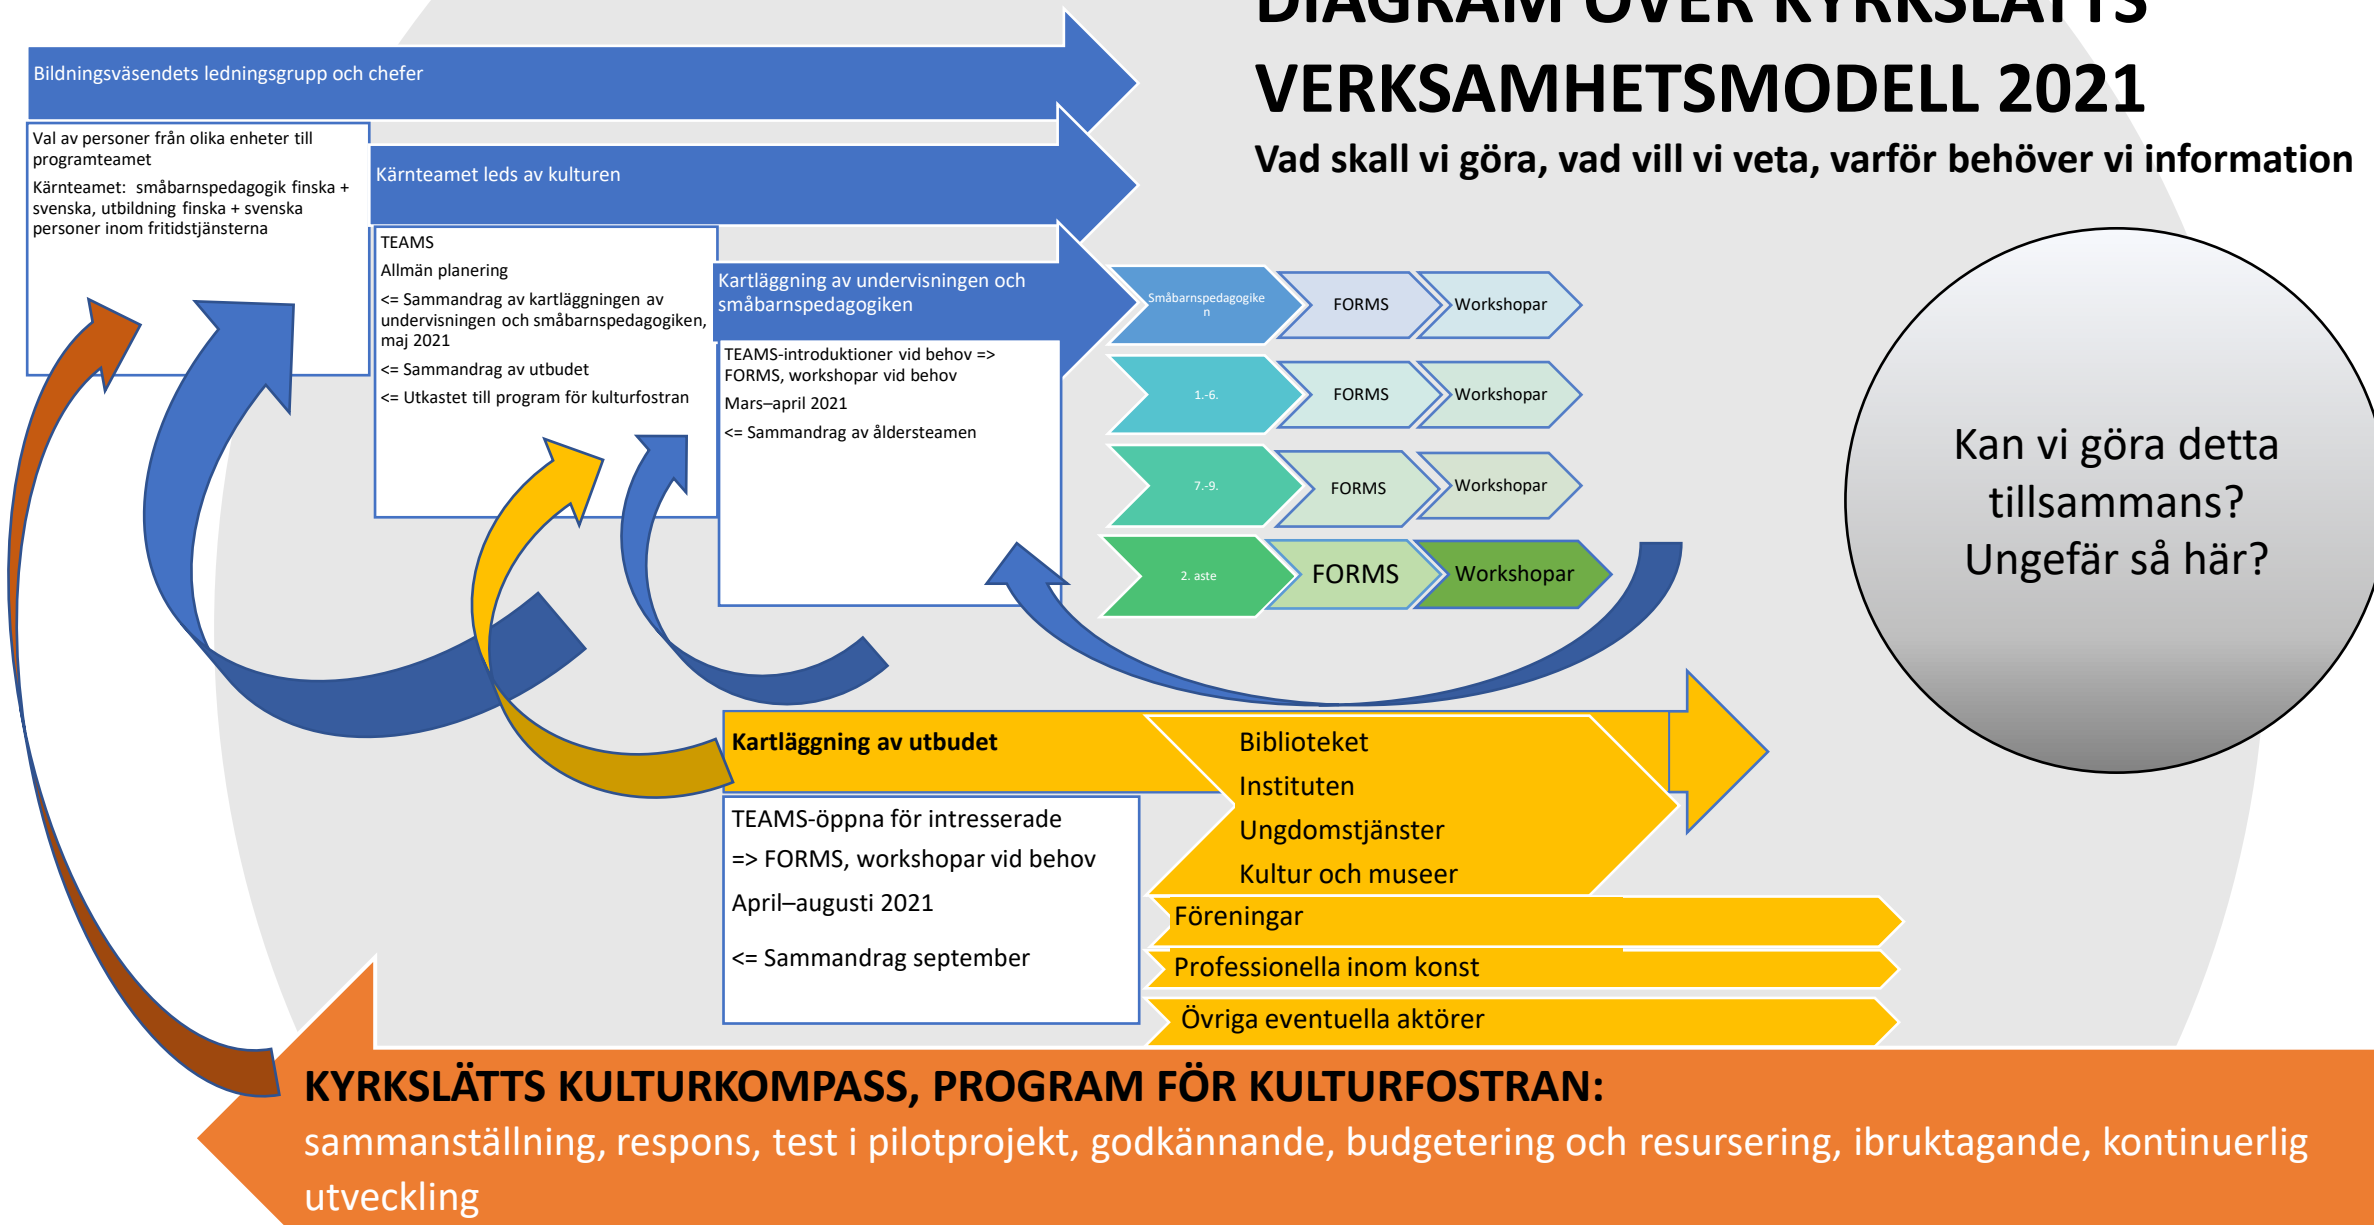 DIAGRAM ÖVER KYRKSLÄTTS
VERKSAMHETSMODELL 2021
Vad skall vi göra, vad vill vi veta, varför behöver vi information
Bildningsväsendets ledningsgrupp och chefer
Val av personer från olika enheter till
programteamet
Kärnteamet: småbarnspedagogik finska +
svenska, utbildning finska + svenska
personer inom fritidstjänsterna
Kärnteamet leds av kulturen
TEAMS
Allmän planering
<= Sammandrag av kartläggningen av
undervisningen och småbarnspedagogiken,
maj 2021
<= Sammandrag av utbudet
<= Utkastet till program för kulturfostran
Kartläggning av undervisningen och
småbarnspedagogiken
TEAMS-introduktioner vid behov =>
FORMS, workshopar vid behov
Mars–april 2021
<= Sammandrag av åldersteamen
Småbarnspedagogike
n
FORMS
Workshopar
1.-6.
FORMS
Workshopar
7.-9.
FORMS
Workshopar
2. aste
FORMS
Workshopar
Kan vi göra detta
tillsammans?
Ungefär så här?
Kartläggning av utbudet
TEAMS-öppna för intresserade
=> FORMS, workshopar vid behov
April–augusti 2021
<= Sammandrag september
Biblioteket
Instituten
Ungdomstjänster
Kultur och museer
Föreningar
Professionella inom konst
Övriga eventuella aktörer
KYRKSLÄTTS KULTURKOMPASS, PROGRAM FÖR KULTURFOSTRAN:
sammanställning, respons, test i pilotprojekt, godkännande, budgetering och resursering, ibruktagande, kontinuerlig
utveckling